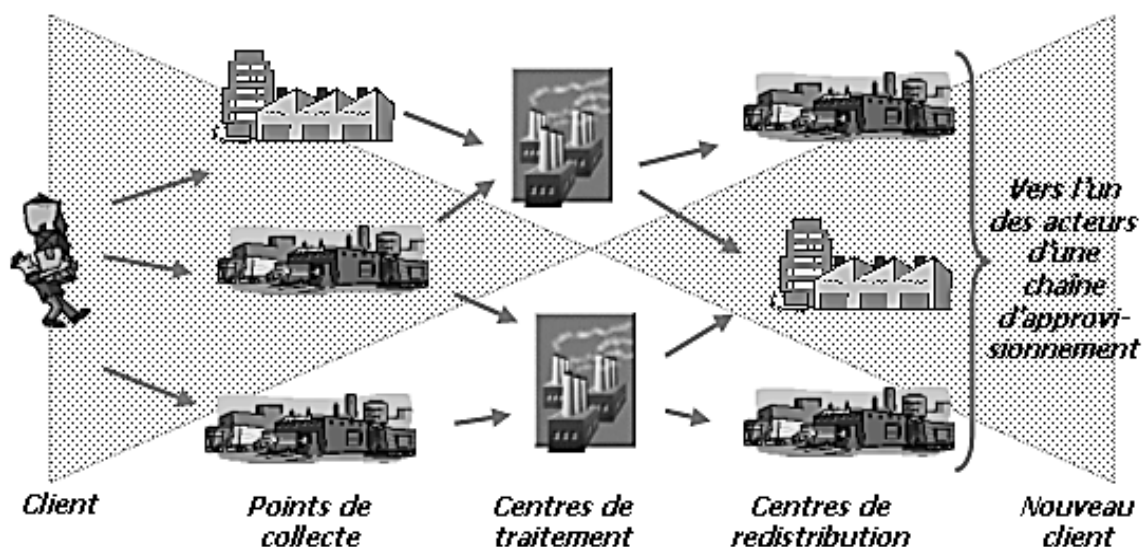 Vers l'un
des acteurs
d'une
chaîne
d'approvi-
sionnement
Client
Points de
collecte
Centres de
traitement
Centres de
redistribution
Nouveau
client